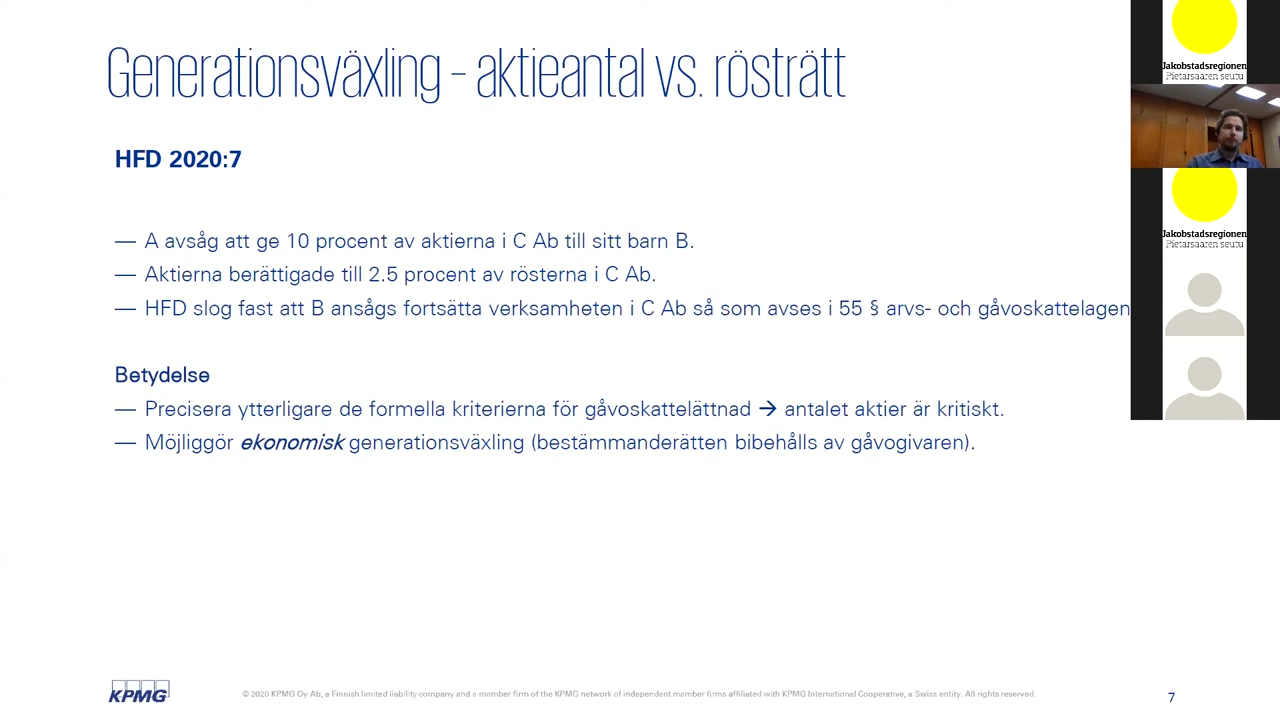 Generationsväxling – aktieantal vs. rösträtt
HFD 2020:7
— A avsåg att ge 10 procent av aktierna i C Ab till sitt barn B.
— Aktierna berättigade till 2.5 procent av rösterna i C Ab.
— HFD slog fast att B ansågs fortsätta verksamheten i C Ab så som avses i 55 § arvs- och gåvoskattelagen
Betydelse
— Precisera ytterligare de formella kriterierna för gåvoskattelättnad → antalet aktier är kritiskt.
— Möjliggör ekonomisk generationsväxling (bestämmanderätten bibehålls av gåvogivaren).
KPMG
© 2020 KPMG Oy Ab, a Finnish limited liability company and a member firm of the KPMG network of independent member firms affiliated with KPMG International Cooperative, a Swiss entity. All rights reserved.
7
Jakobstadsregionen
Pietarsaaren seutu
Jakobstadsregionen
Pietarsaaren seutu